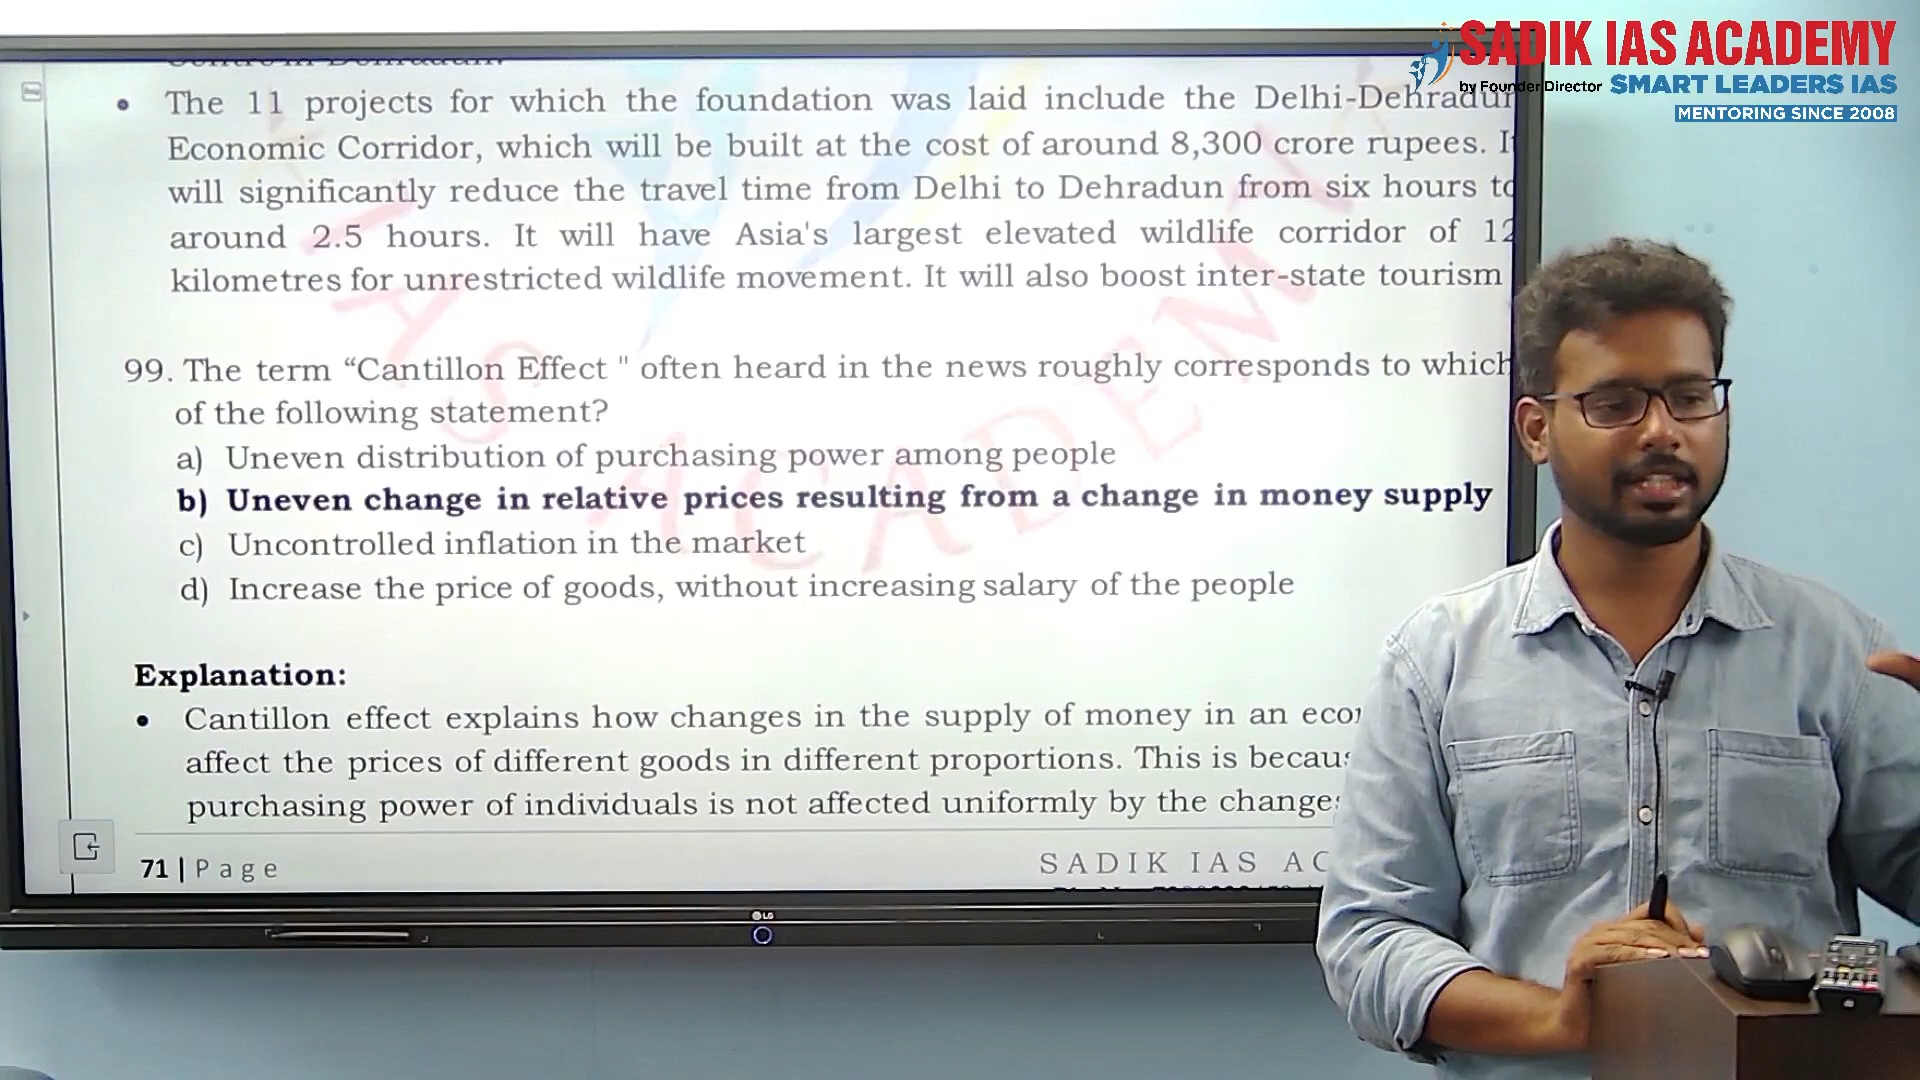 SADIK IAS ACADEMY
by Founder Director SMART LEADERS IAS
MENTORING SINCE 2008
• The 11 projects for which the foundation was laid include the Delhi-Dehradun
Economic Corridor, which will be built at the cost of around 8,300 crore rupees. It
will significantly reduce the travel time from Delhi to Dehradun from six hours to
around 2.5 hours. It will have Asia's largest elevated wildlife corridor of 12
kilometres for unrestricted wildlife movement. It will also boost inter-state tourism
99. The term “Cantillon Effect " often heard in the news roughly corresponds to which
of the following statement?
a) Uneven distribution of purchasing power among people
b) Uneven change in relative prices resulting from a change in money supply
c) Uncontrolled inflation in the market
d) Increase the price of goods, without increasing salary of the people
Explanation:
• Cantillon effect explains how changes in the supply of money in an
affect the prices of different goods in different proportions. This is
purchasing power of individuals is not affected uniformly by the
71 | Page
SADIK IAS
LG
IAS ACADEMY